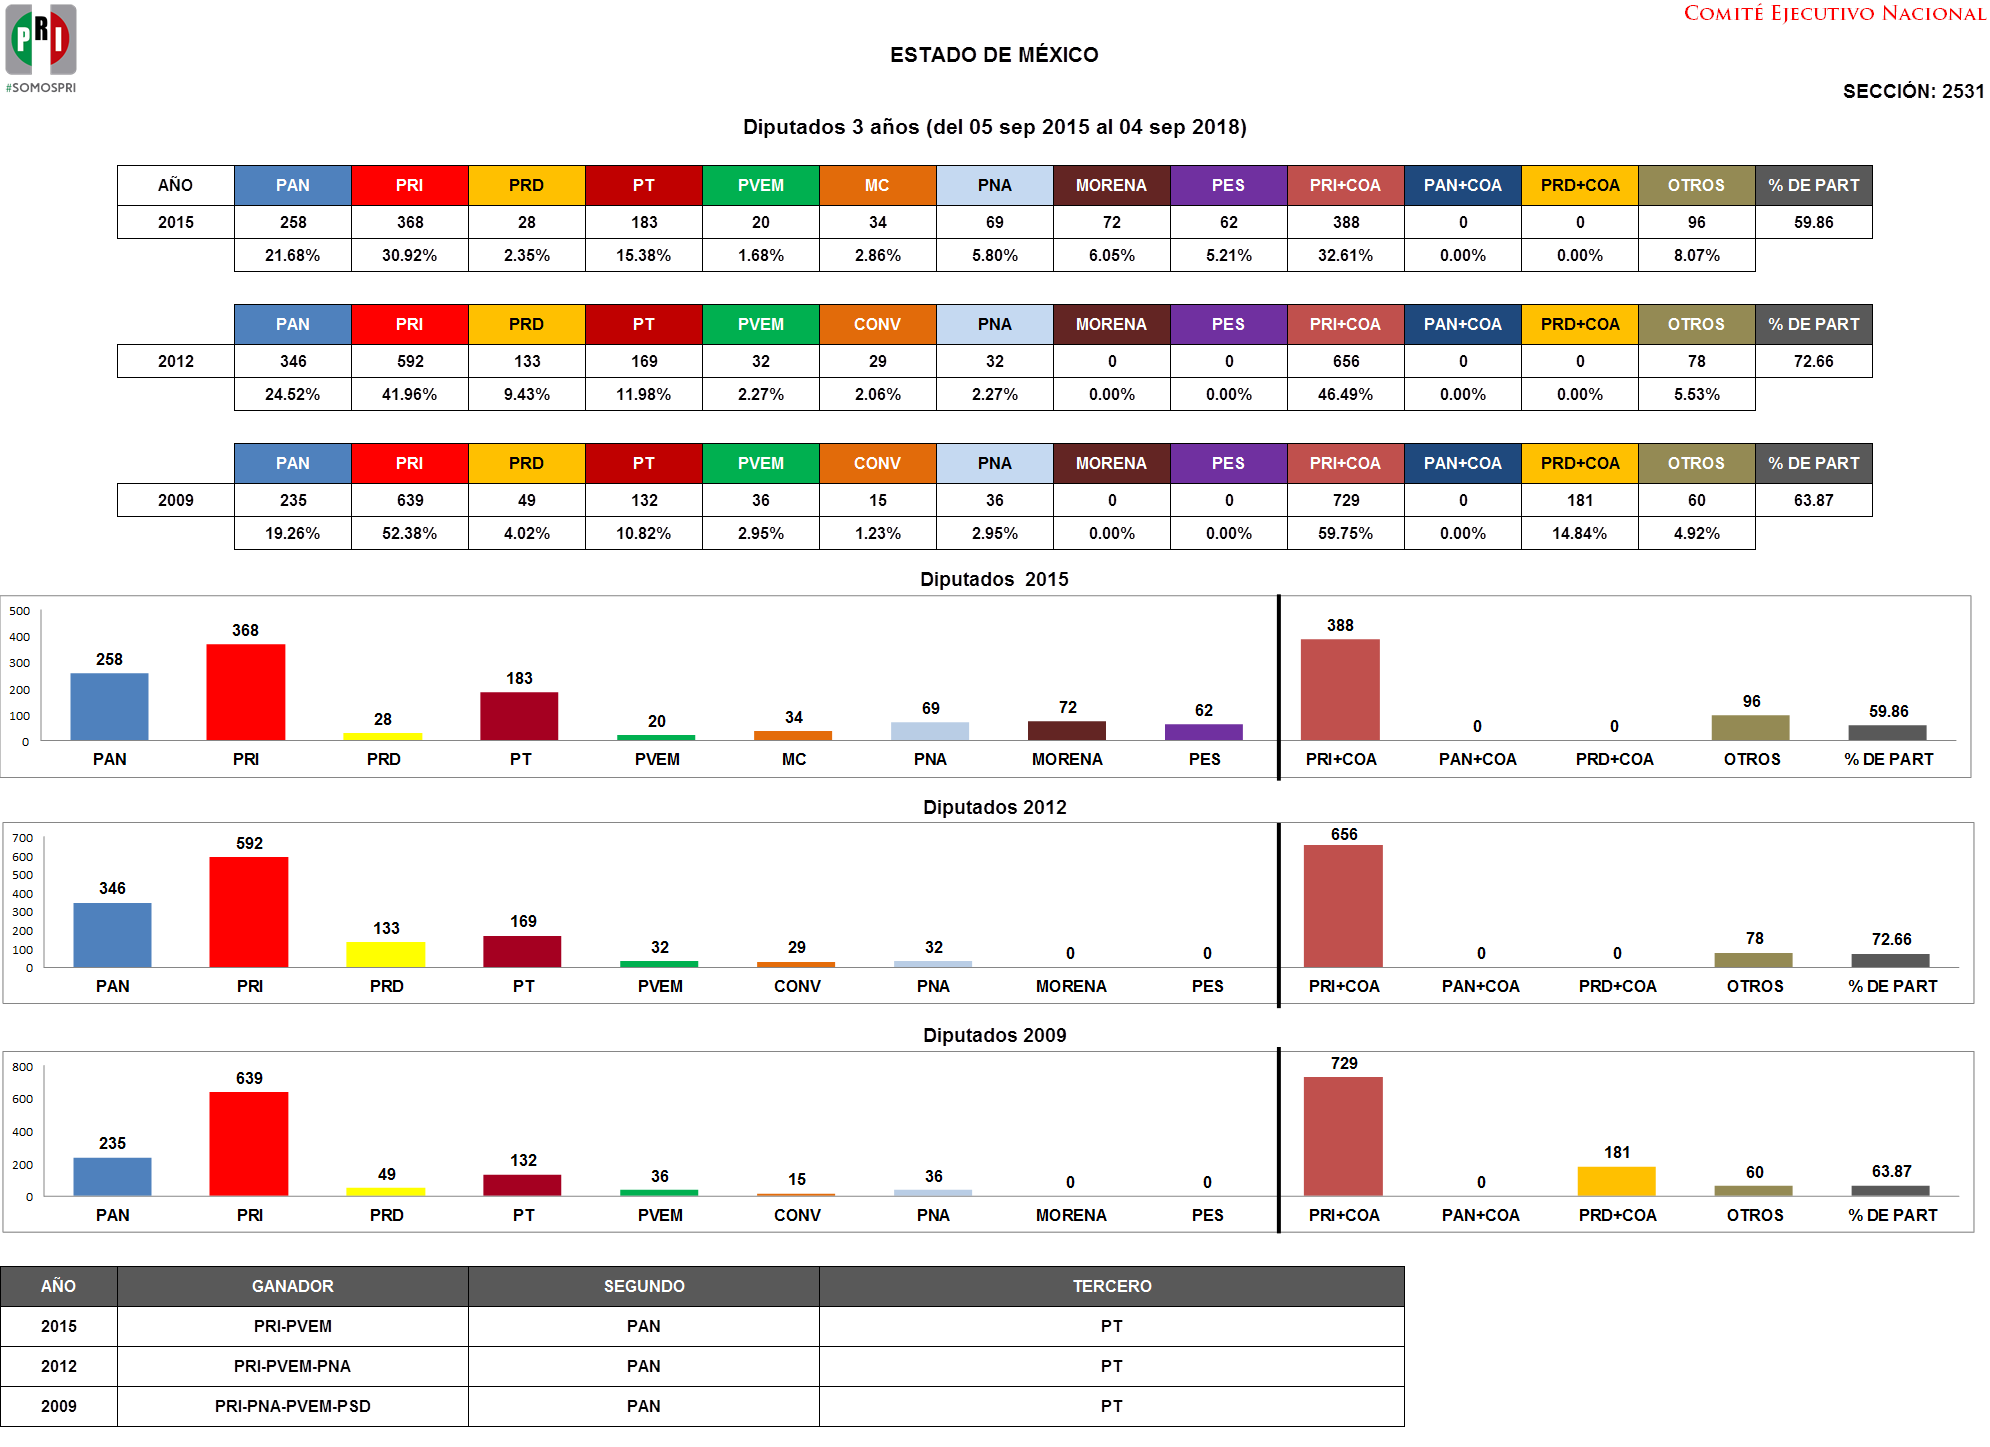 PRI
#SOMOSPRI
COMITÉ EJECUTIVO NACIONAL
ESTADO DE MÉXICO
SECCIÓN: 2531
Diputados 3 años (del 05 sep 2015 al 04 sep 2018)
AÑO PAN PRI PRD PT PVEM MC PNA MORENA PES PRI+COA PAN+COA PRD+COA OTROS % DE PART
2015 258 368 28 183 20 34 69 72 62 388 0 0 96 59.86
21.68% 30.92% 2.35% 15.38% 1.68% 2.86% 5.80% 6.05% 5.21% 32.61% 0.00% 0.00% 8.07%
PAN PRI PRD PT PVEM CONV PNA MORENA PES PRI+COA PAN+COA PRD+COA OTROS % DE PART
2012 346 592 133 169 32 29 32 0 0 656 0 0 78 72.66
24.52% 41.96% 9.43% 11.98% 2.27% 2.06% 2.27% 0.00% 0.00% 46.49% 0.00% 0.00% 5.53%
PAN PRI PRD PT PVEM CONV PNA MORENA PES PRI+COA PAN+COA PRD+COA OTROS % DE PART
2009 235 639 49 132 36 15 36 0 0 729 0 181 60 63.87
19.26% 52.38% 4.02% 10.82% 2.95% 1.23% 2.95% 0.00% 0.00% 59.75% 0.00% 14.84% 4.92%
Diputados 2015
500
400
300
200
100
0
258 368 28 183 20 34 69 72 62 388 0 0 96 59.86
PAN PRI PRD PT PVEM MC PNA MORENA PES PRI+COA PAN+COA PRD+COA OTROS % DE PART
Diputados 2012
700
600
500
400
300
200
100
0
346 592 133 169 32 29 32 0 0 656 0 0 78 72.66
PAN PRI PRD PT PVEM CONV PNA MORENA PES PRI+COA PAN+COA PRD+COA OTROS % DE PART
Diputados 2009
800
600
400
200
0
235 639 49 132 36 15 36 0 0 729 0 181 60 63.87
PAN PRI PRD PT PVEM CONV PNA MORENA PES PRI+COA PAN+COA PRD+COA OTROS % DE PART
AÑO GANADOR SEGUNDO TERCERO
2015 PRI-PVEM PAN PT
2012 PRI-PVEM-PNA PAN PT
2009 PRI-PNA-PVEM-PSD PAN PT